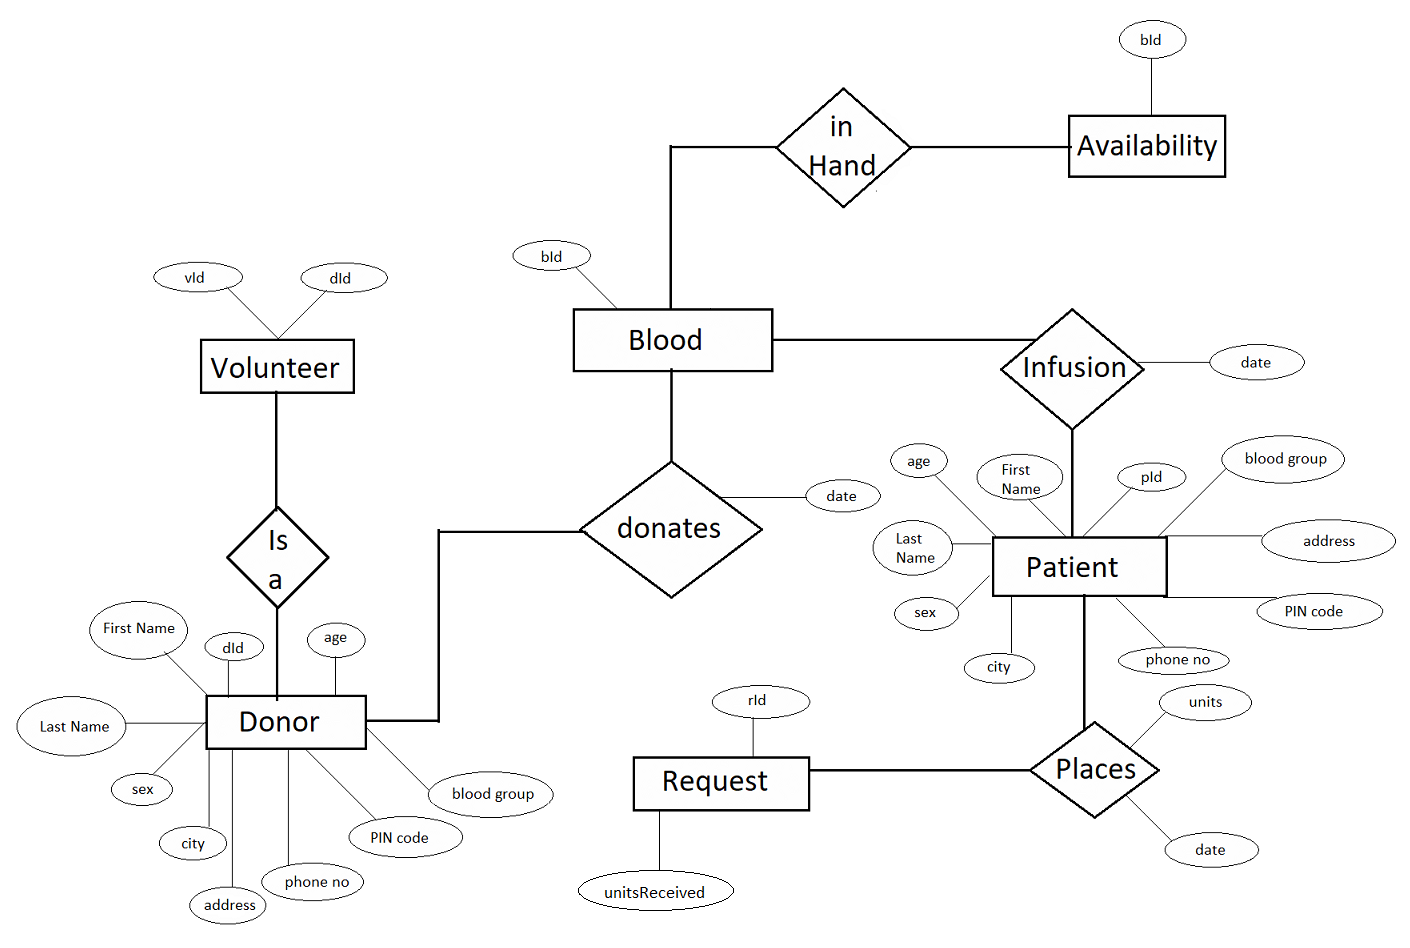 bId
in
Hand
Availability
bId
vId
dId
Blood
Volunteer
Infusion
date
age
First
Name
pId
blood group
date
donates
Last
Name
address
Is
a
Patient
sex
PIN code
First Name
dId
age
city
phone no
rId
units
Last Name
Donor
Request
Places
sex
blood group
city
PIN code
date
phone no
address
unitsReceived